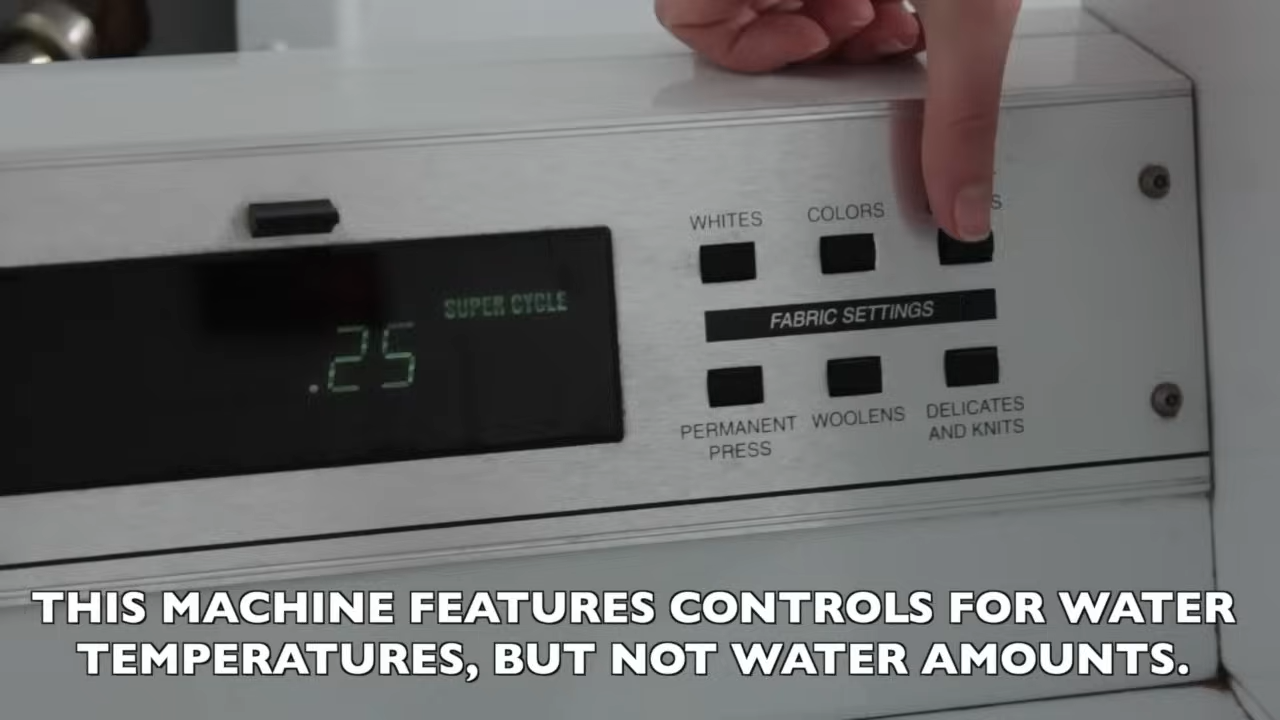 WHITES
COLORS
SUPER CYCLE
.25
FABRIC SETTINGS
PERMANENT
PRESS
WOOLENS
DELICATES
AND KNITS
THIS MACHINE FEATURES CONTROLS FOR WATER
TEMPERATURES, BUT NOT WATER AMOUNTS.